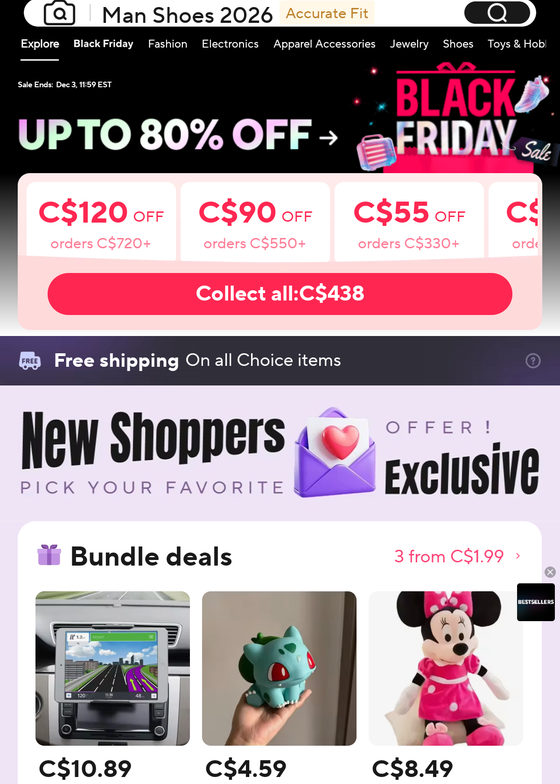 Man Shoes 2026 Accurate Fit
Explore Black Friday Fashion Electronics Apparel Accessories Jewelry Shoes Toys & Hob
Sale Ends: Dec 3, 11:59 EST
UP TO 80% OFF →
BLACK
FRIDAY
Sale
C$120 OFF
orders C$720+
C$90 OFF
orders C$550+
C$55 OFF
orders C$330+
C$
orde
Collect all:C$438
FREE
Free shipping On all Choice items
New Shoppers
OFFER !
PICK YOUR FAVORITE
Exclusive
Bundle deals
3 from C$1.99 >
BESTSELLERS
C$10.89
C$4.59
C$8.49